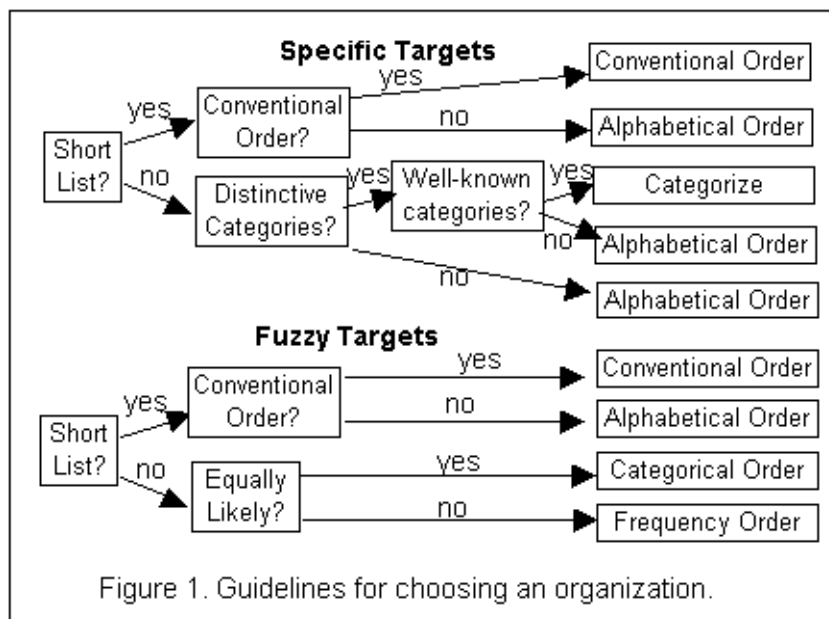 Specific Targets
yes
Conventional Order
yes
Conventional
Order?
no
Alphabetical Order
Short
List?
no
Distinctive
Categories?
yes
Well-known
categories?
yes
Categorize
no
Alphabetical Order
no
Alphabetical Order
Fuzzy Targets
yes
Conventional
Order?
yes
Conventional Order
no
Alphabetical Order
Short
List?
no
Equally
Likely?
yes
Categorical Order
no
Frequency Order
Figure 1. Guidelines for choosing an organization.